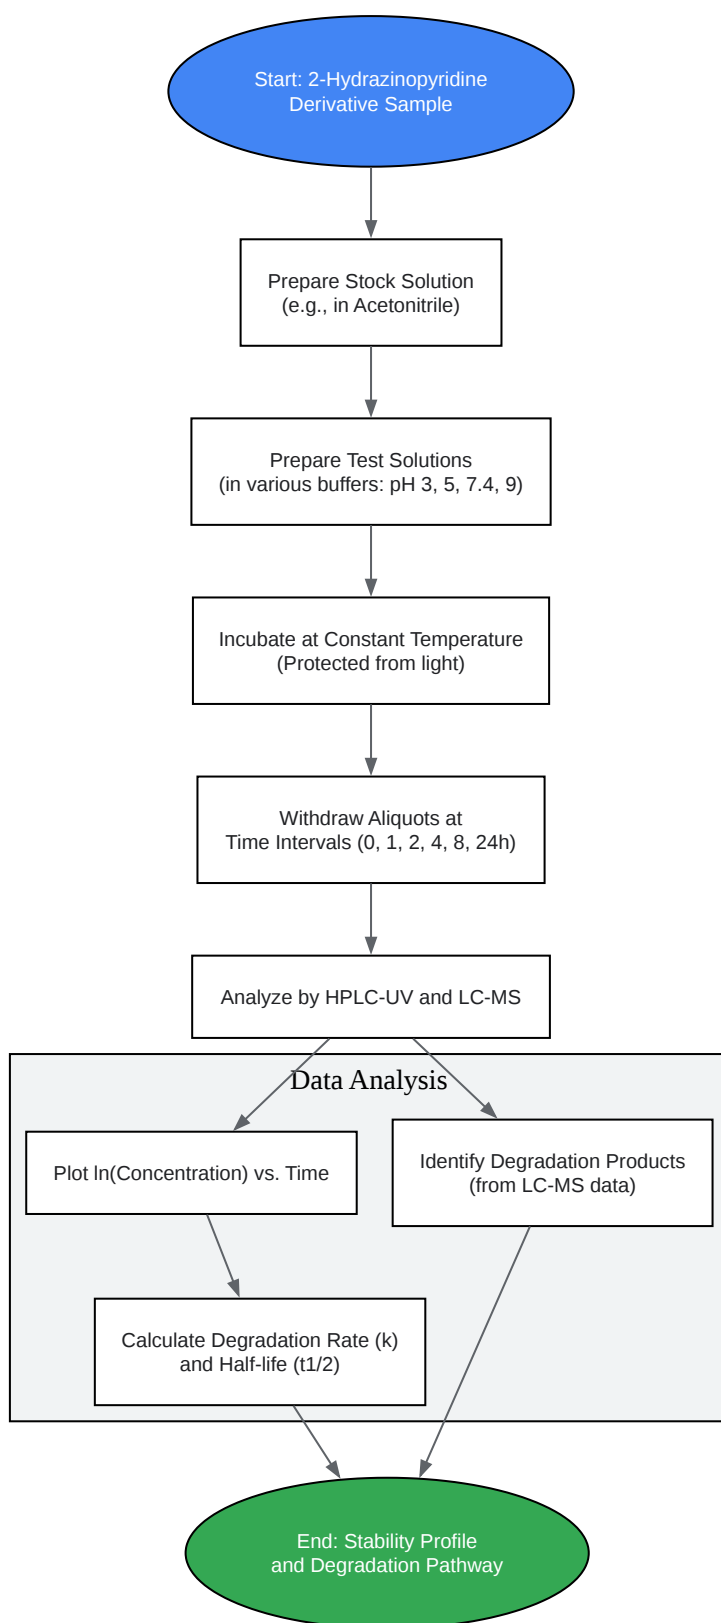 Start: 2-Hydrazinopyridine
Derivative Sample
Prepare Stock Solution
(e.g., in Acetonitrile)
Prepare Test Solutions
(in various buffers: pH 3, 5, 7.4, 9)
Incubate at Constant Temperature
(Protected from light)
Withdraw Aliquots at
Time Intervals (0, 1, 2, 4, 8, 24h)
Analyze by HPLC-UV and LC-MS
Data Analysis
Plot ln(Concentration) vs. Time
Identify Degradation Products
(from LC-MS data)
Calculate Degradation Rate (k)
and Half-life (t1/2)
End: Stability Profile
and Degradation Pathway